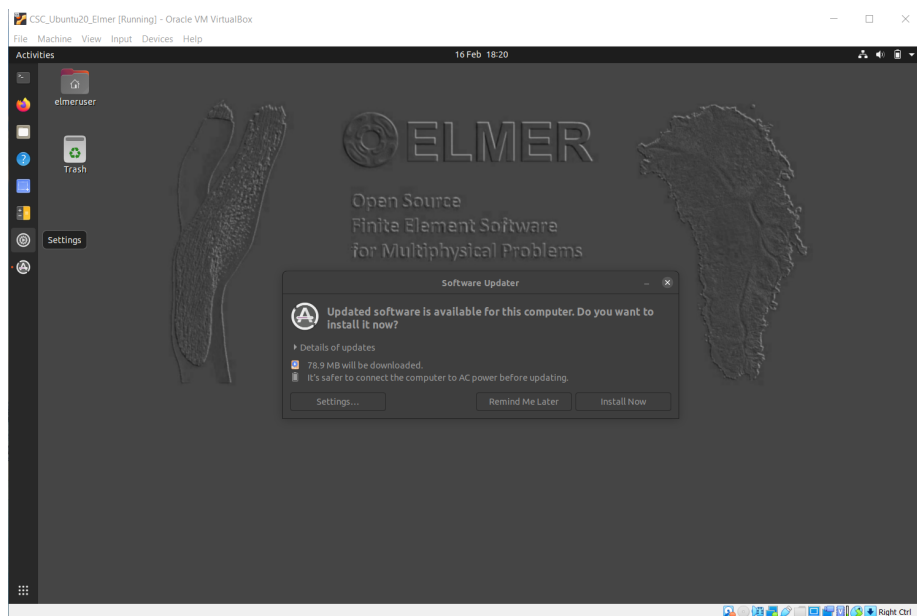 CSC_Ubuntu20_Elmer [Running] - Oracle VM VirtualBox
File Machine View Input Devices Help
Activities
16 Feb 18:20
elmeruser
Trash
Settings
ELMER
Open Source
Finite Element Software
for Multiphysical Problems
Software Updater
Updated software is available for this computer. Do you want to
install it now?
Details of updates
78.9 MB will be downloaded.
It's safer to connect the computer to AC power before updating.
Settings...
Remind Me Later
Install Now
Right Ctrl